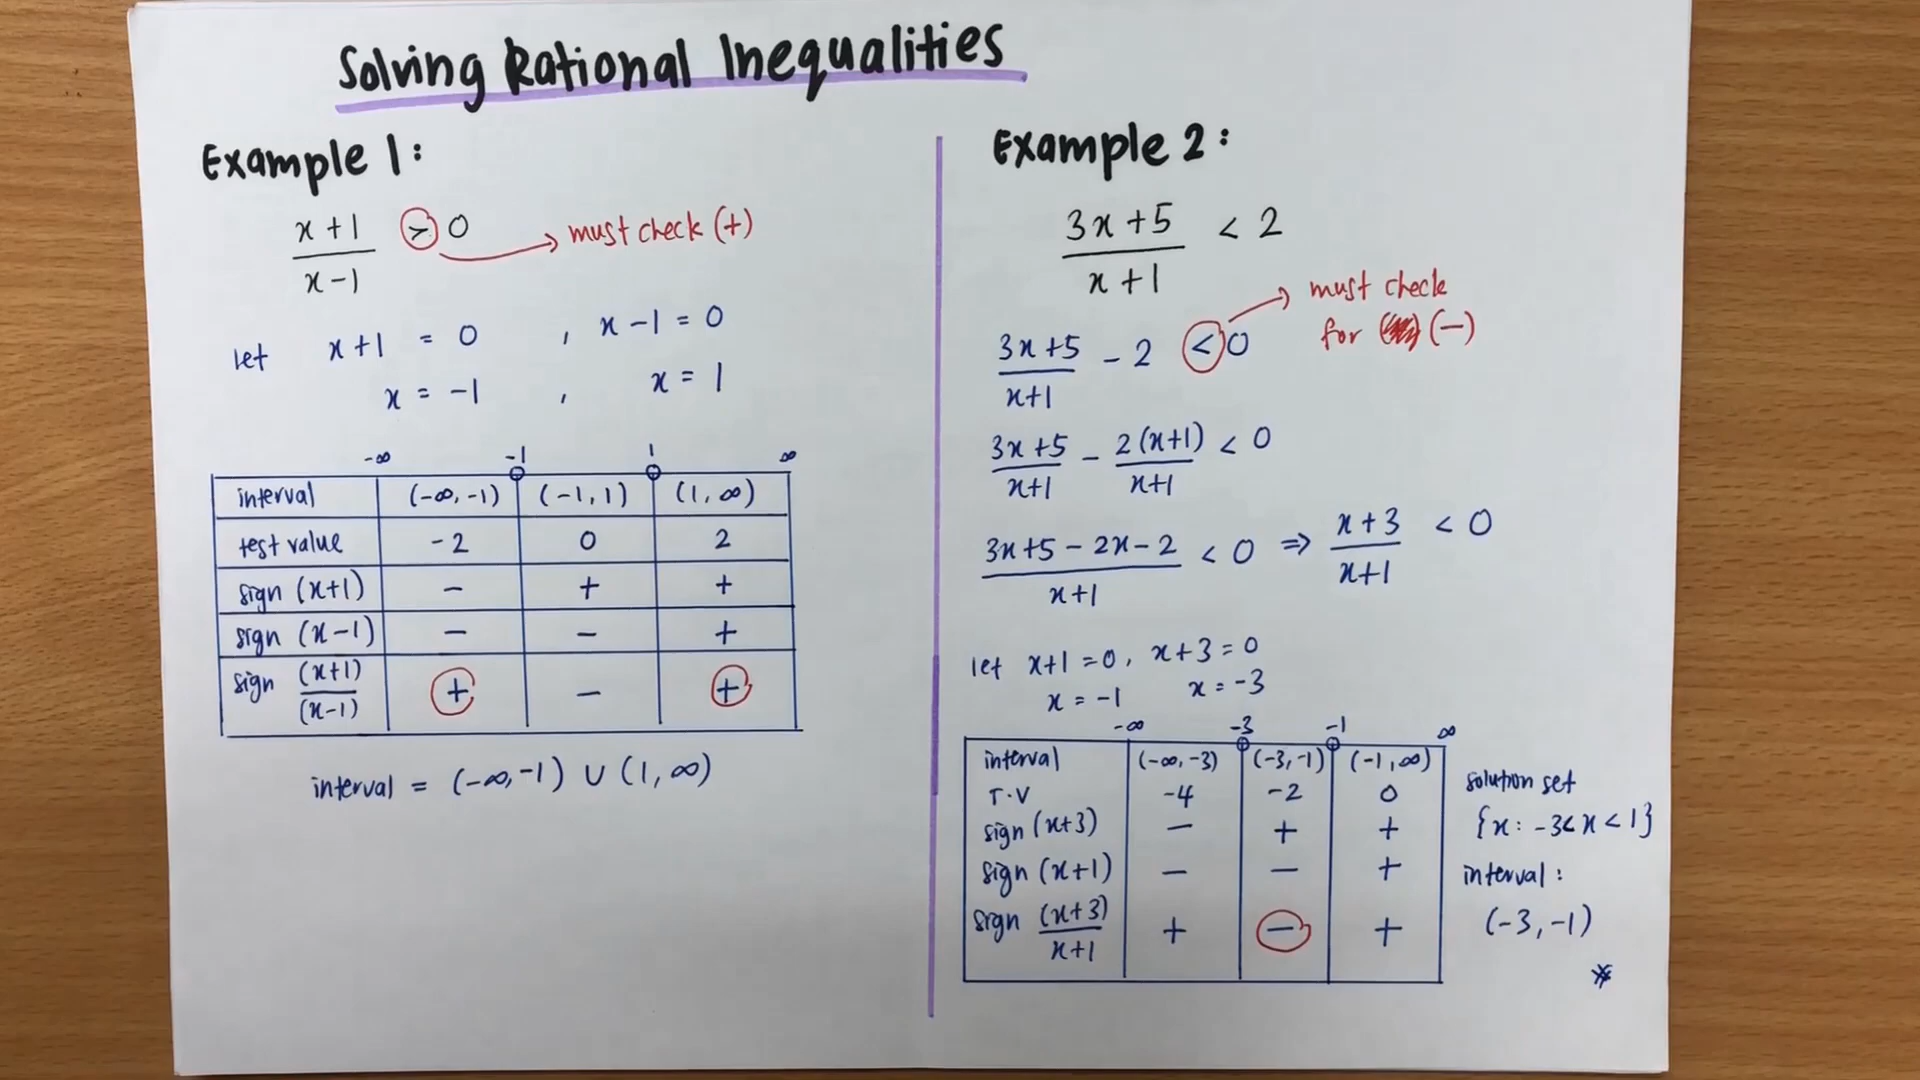 Solving Rational Inequalities
Example 1:
x+1 / x-1 > 0 → must check (+)
let x+1 = 0 , x-1 = 0
x = -1 , x = 1
-∞ -1 1 ∞
interval (-∞,-1) (-1,1) (1,∞)
test value -2 0 2
sign (x+1) - + +
sign (x-1) - - +
sign (x+1)/(x-1) + - +
interval = (-∞,-1) ∪ (1,∞)
Example 2:
3x+5 / x+1 < 2
must check
for (-)
3x+5 / x+1 - 2 < 0
3x+5 / x+1 - 2(x+1) / x+1 < 0
3x+5-2x-2 / x+1 < 0 ⇒ x+3 / x+1 < 0
let x+1=0, x+3=0
x = -1 x = -3
-∞ -3 -1 ∞
interval (-∞,-3) (-3,-1) (-1,∞)
T.V -4 -2 0
sign (x+3) - + +
sign (x+1) - - +
sign (x+3)/x+1 + - +
solution set
{x: -3<x<1}
interval:
(-3,-1)